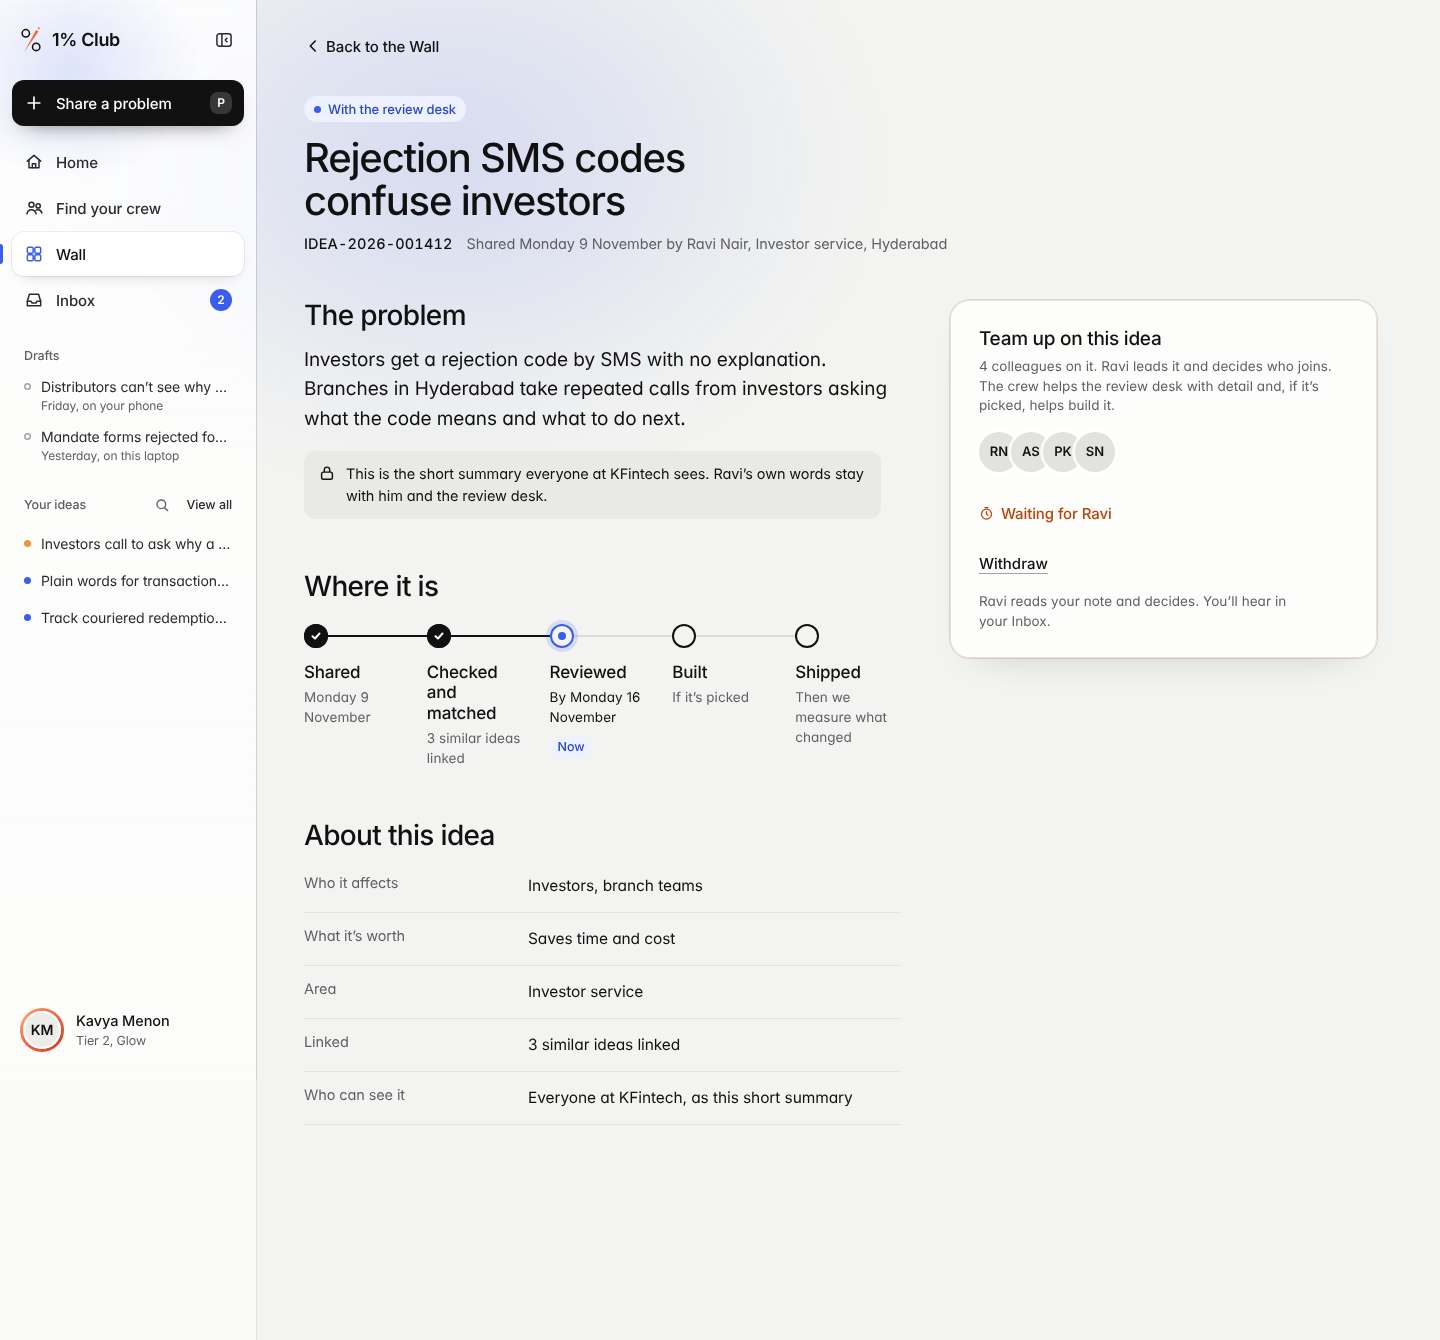 1% Club
Share a problem P
Home
Find your crew
Wall
Inbox 2
Drafts
Distributors can’t see why ...
Friday, on your phone
Mandate forms rejected fo...
Yesterday, on this laptop
Your ideas View all
Investors call to ask why a ...
Plain words for transaction...
Track couriered redemptio...
KM
Kavya Menon
Tier 2, Glow
Back to the Wall
With the review desk
Rejection SMS codes
confuse investors
IDEA-2026-001412 Shared Monday 9 November by Ravi Nair, Investor service, Hyderabad
The problem
Investors get a rejection code by SMS with no explanation.
Branches in Hyderabad take repeated calls from investors asking
what the code means and what to do next.
This is the short summary everyone at KFintech sees. Ravi’s own words stay
with him and the review desk.
Where it is
Shared
Monday 9
November
Checked
and
matched
3 similar ideas
linked
Reviewed
By Monday 16
November
Now
Built
If it’s picked
Shipped
Then we
measure what
changed
About this idea
Who it affects Investors, branch teams
What it’s worth Saves time and cost
Area Investor service
Linked 3 similar ideas linked
Who can see it Everyone at KFintech, as this short summary
Team up on this idea
4 colleagues on it. Ravi leads it and decides who joins.
The crew helps the review desk with detail and, if it’s
picked, helps build it.
RN AS PK SN
Waiting for Ravi
Withdraw
Ravi reads your note and decides. You’ll hear in
your Inbox.